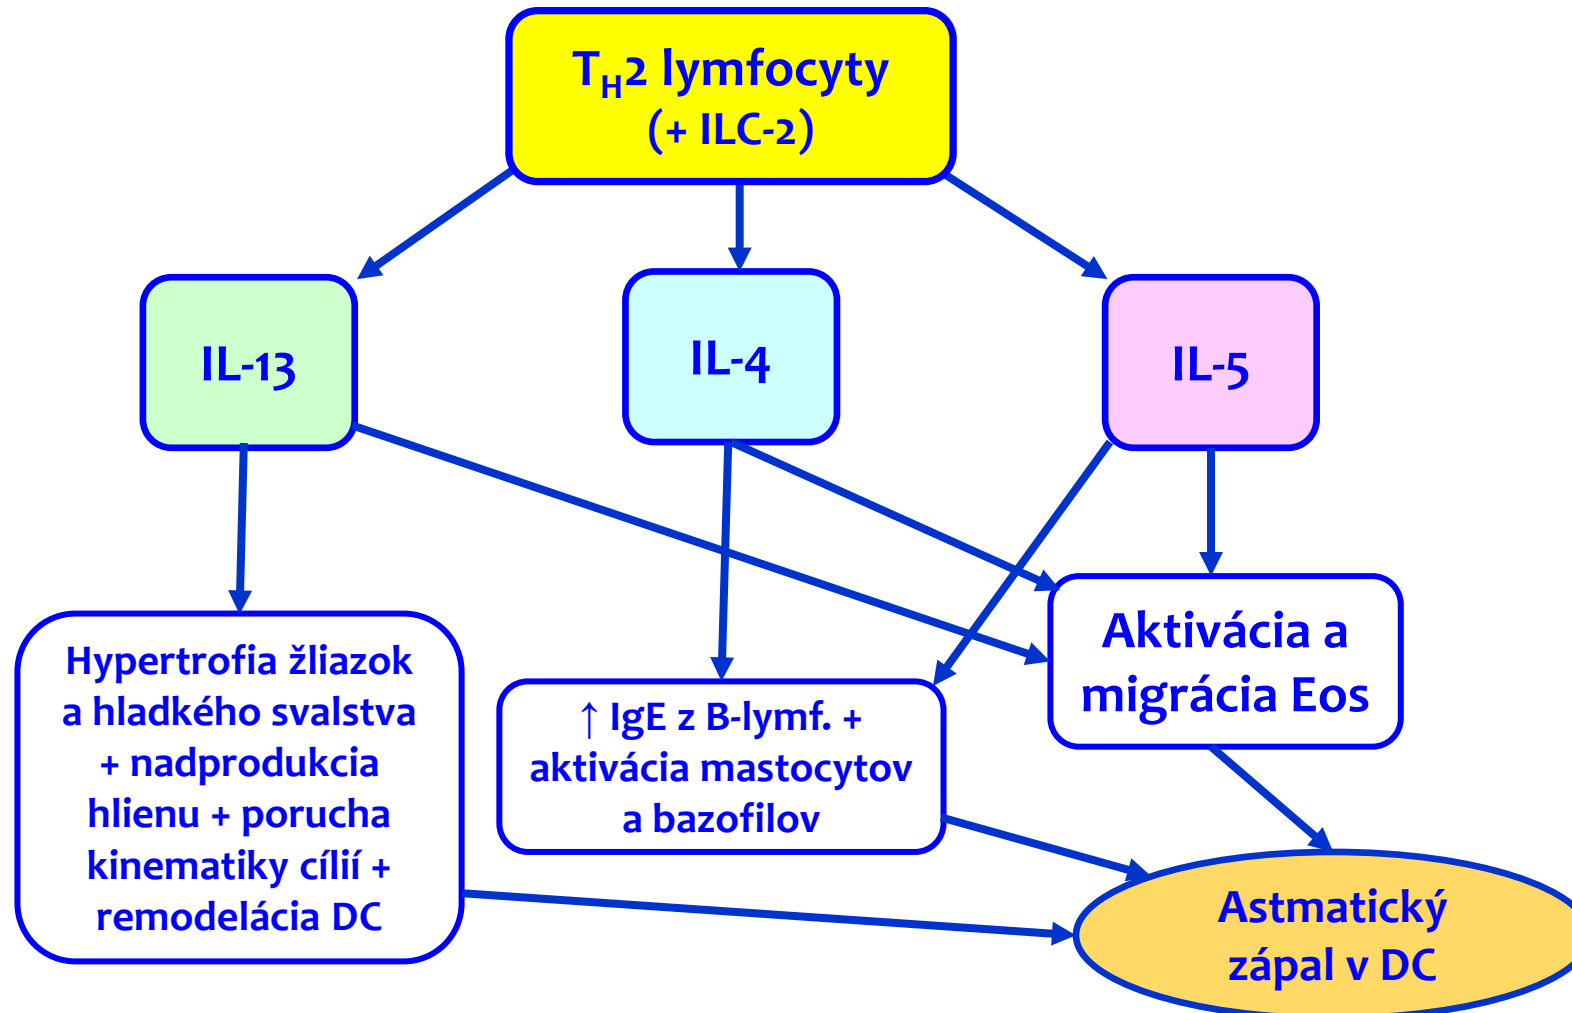 T_H2 lymfocyty
(+ ILC-2)
IL-13
IL-4
IL-5
Hypertrofia žliazok
a hladkého svalstva
+ nadprodukcia
hlienu + porucha
kinematiky cílií +
remodelácia DC
↑ IgE z B-lymf. +
aktivácia mastocytov
a bazofilov
Aktivácia a
migrácia Eos
Astmatický
zápal v DC